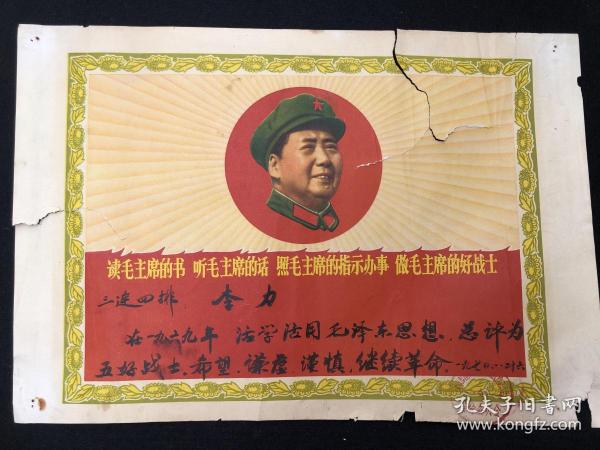 读毛主席的书 听毛主席的话 照毛主席的指示办事 做毛主席的好战士
三连四排 李力
在一九六九年 活学活用毛泽东思想,总评为
五好战士,希望,谦虚,谨慎,继续革命 一九七〇.一.二十六
孔夫子旧书网
www.kongfz.com